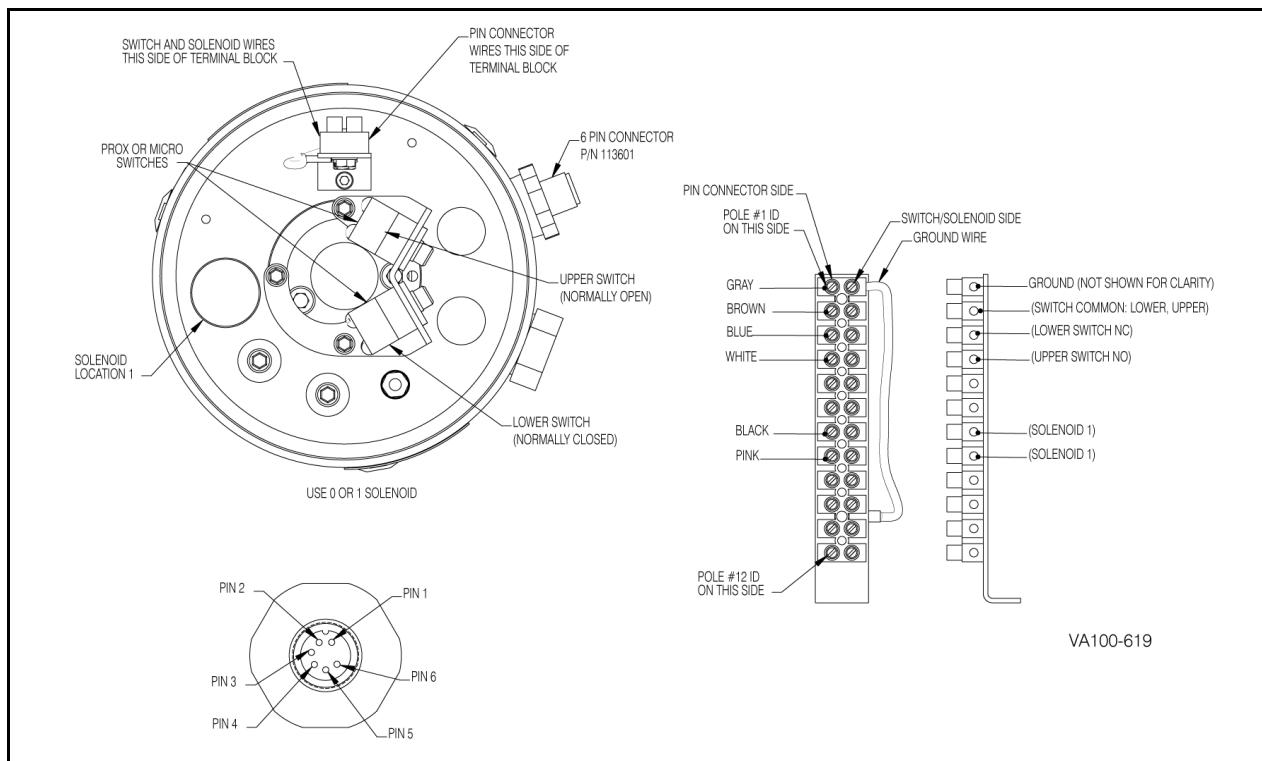 SWITCH AND SOLENOID WIRES
THIS SIDE OF TERMINAL BLOCK
PIN CONNECTOR
WIRES THIS SIDE OF
TERMINAL BLOCK
PROX OR MICRO
SWITCHES
6 PIN CONNECTOR
P/N 113601
UPPER SWITCH
(NORMALLY OPEN)
SOLENOID
LOCATION 1
LOWER SWITCH
(NORMALLY CLOSED)
USE 0 OR 1 SOLENOID
PIN CONNECTOR SIDE
POLE #1 ID
ON THIS SIDE
SWITCH/SOLENOID SIDE
GROUND WIRE
GRAY
BROWN
BLUE
WHITE
BLACK
PINK
POLE #12 ID
ON THIS SIDE
GROUND (NOT SHOWN FOR CLARITY)
(SWITCH COMMON: LOWER, UPPER)
(LOWER SWITCH NC)
(UPPER SWITCH NO)
(SOLENOID 1)
(SOLENOID 1)
PIN 2
PIN 1
PIN 3
PIN 6
PIN 4
PIN 5
VA100-619